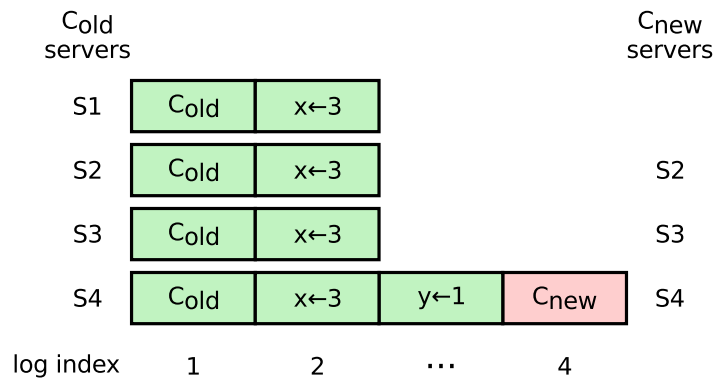 Cold Cnew
servers servers
S1 Cold x←3
S2 Cold x←3 S2
S3 Cold x←3 S3
S4 Cold x←3 y←1 Cnew S4
log index 1 2 ... 4